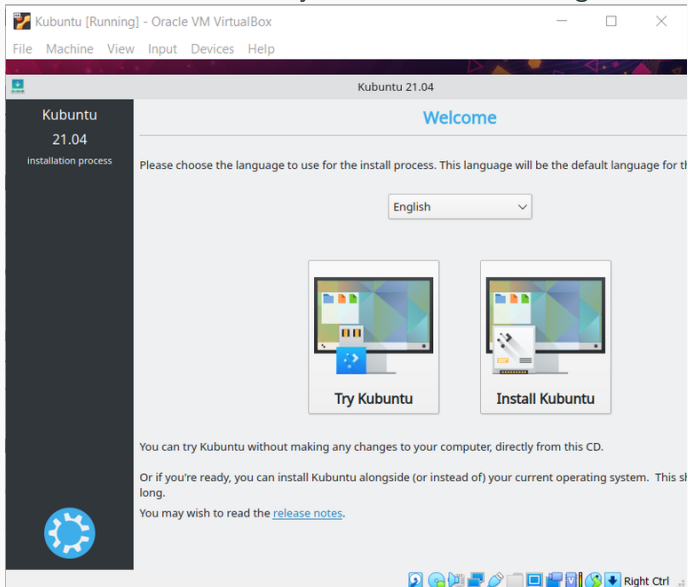 Kubuntu [Running] - Oracle VM VirtualBox
File Machine View Input Devices Help
Kubuntu 21.04
Kubuntu
21.04
installation process
Welcome
Please choose the language to use for the install process. This language will be the default language for
English
Try Kubuntu
Install Kubuntu
You can try Kubuntu without making any changes to your computer, directly from this CD.
Or if you're ready, you can install Kubuntu alongside (or instead of) your current operating system. This
long.
You may wish to read the release notes.
Right Ctrl